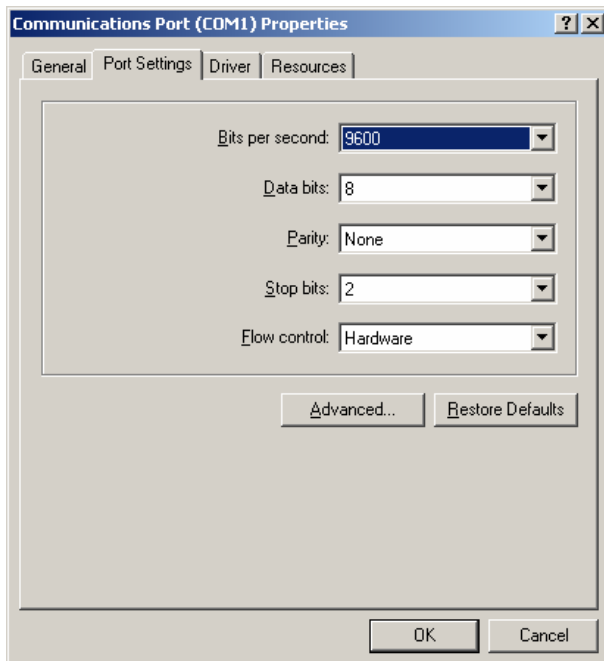 Communications Port (COM1) Properties
General Port Settings Driver Resources
Bits per second: 9600
Data bits: 8
Parity: None
Stop bits: 2
Flow control: Hardware
Advanced... Restore Defaults
OK Cancel